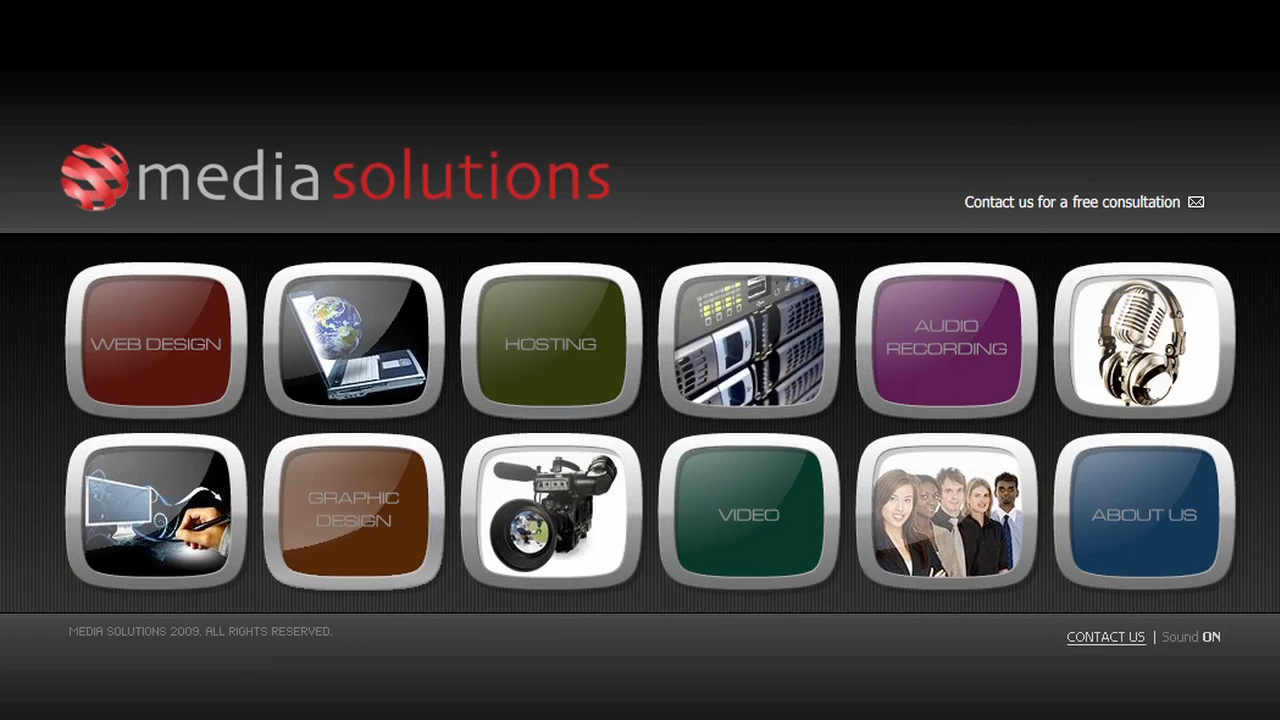 media solutions
Contact us for a free consultation
WEB DESIGN
HOSTING
AUDIO
RECORDING
GRAPHIC
DESIGN
VIDEO
ABOUT US
MEDIA SOLUTIONS 2009. ALL RIGHTS RESERVED.
CONTACT US | Sound ON